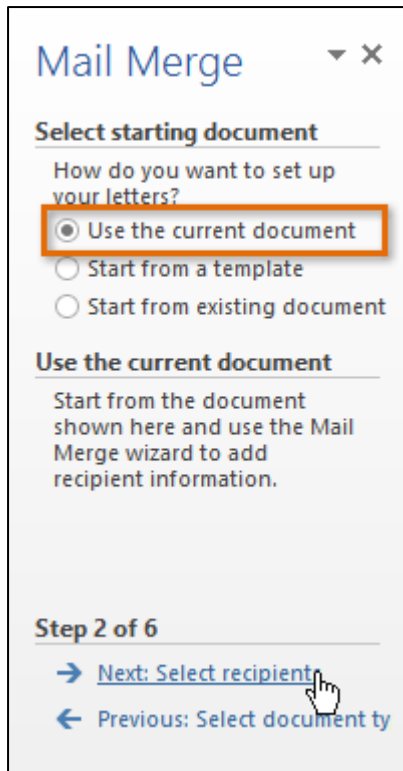 Mail Merge
Select starting document
How do you want to set up
your letters?
Use the current document
Start from a template
Start from existing document
Use the current document
Start from the document
shown here and use the Mail
Merge wizard to add
recipient information.
Step 2 of 6
Next: Select recipients
Previous: Select document ty